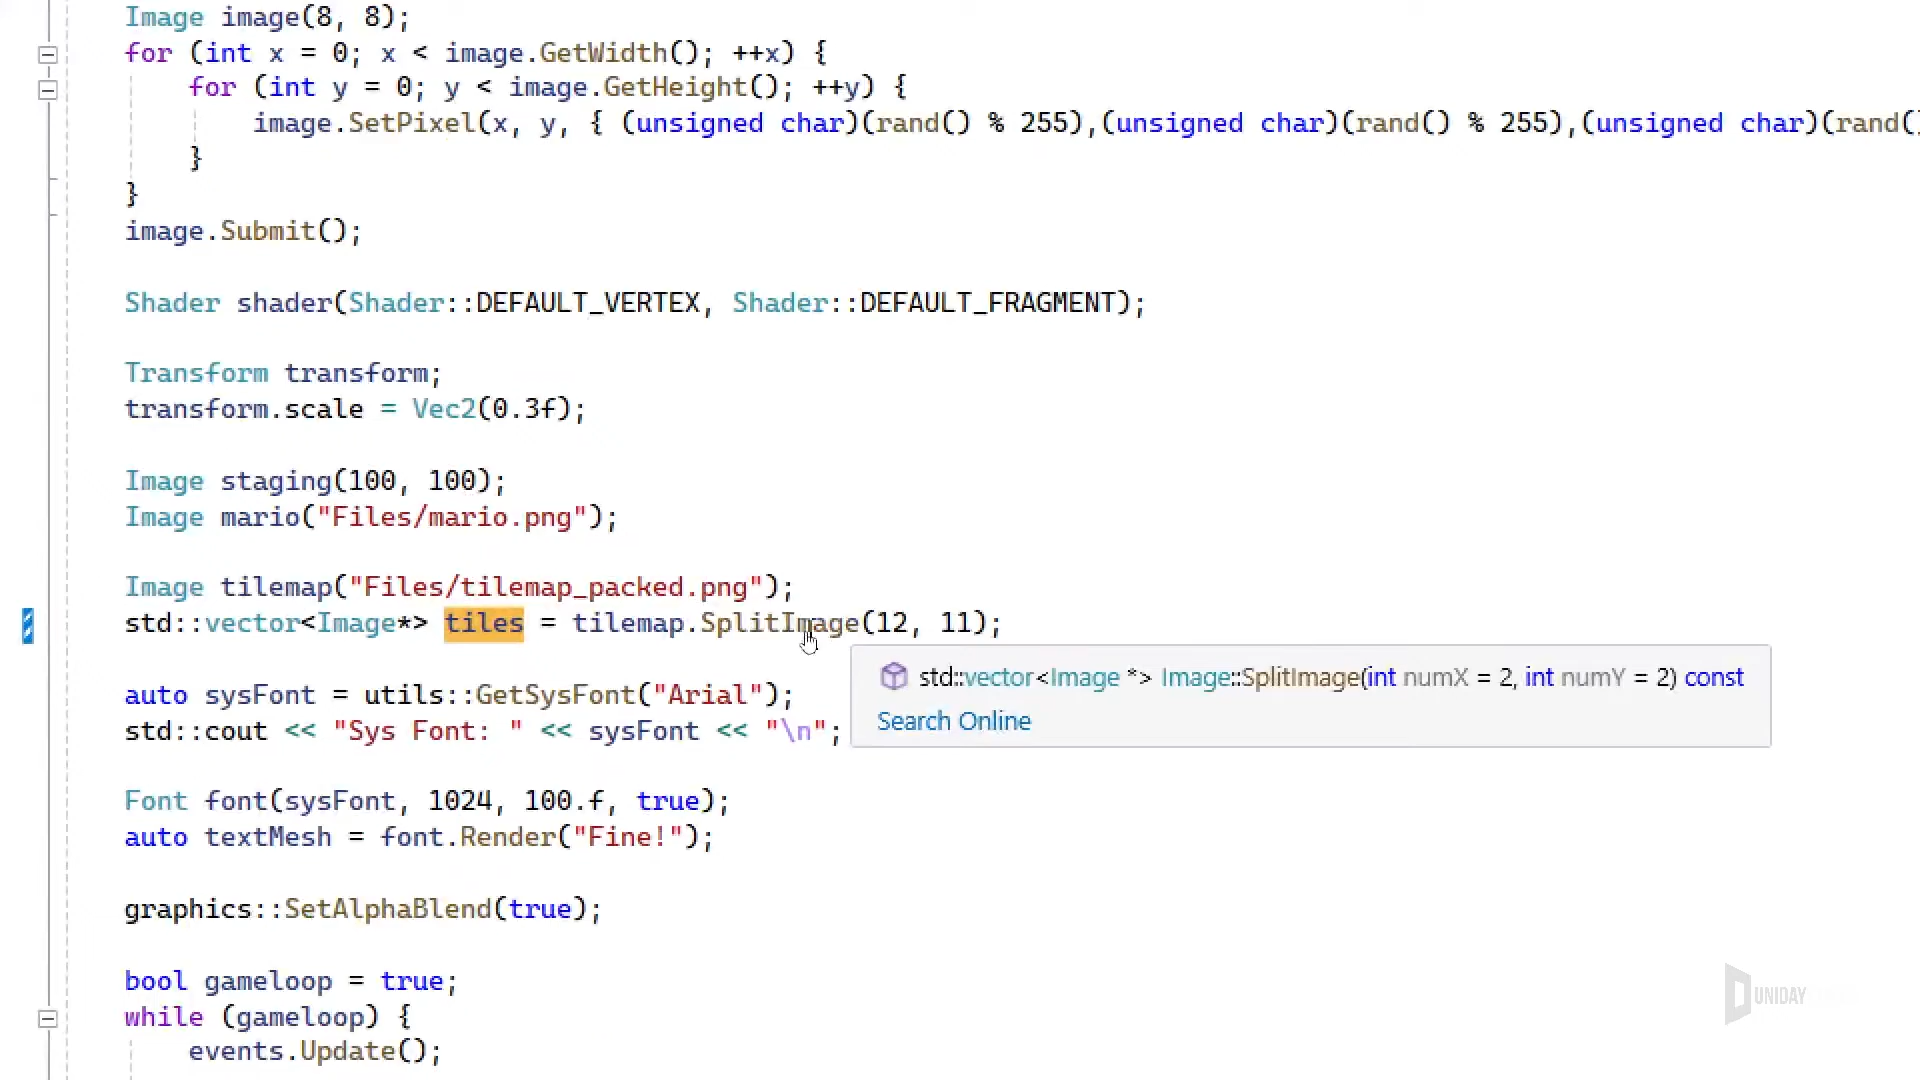 Image image(8, 8);
for (int x = 0; x < image.GetWidth(); ++x) {
for (int y = 0; y < image.GetHeight(); ++y) {
image.SetPixel(x, y, { (unsigned char)(rand() % 255),(unsigned char)(rand() % 255),(unsigned char)(rand()
}
}
image.Submit();
Shader shader(Shader::DEFAULT_VERTEX, Shader::DEFAULT_FRAGMENT);
Transform transform;
transform.scale = Vec2(0.3f);
Image staging(100, 100);
Image mario("Files/mario.png");
Image tilemap("Files/tilemap_packed.png");
std::vector<Image*> tiles = tilemap.SplitImage(12, 11);
std::vector<Image *> Image::SplitImage(int numX = 2, int numY = 2) const
Search Online
auto sysFont = utils::GetSysFont("Arial");
std::cout << "Sys Font: " << sysFont << "\n";
Font font(sysFont, 1024, 100.f, true);
auto textMesh = font.Render("Fine!");
graphics::SetAlphaBlend(true);
bool gameloop = true;
while (gameloop) {
events.Update();
UNIDAY